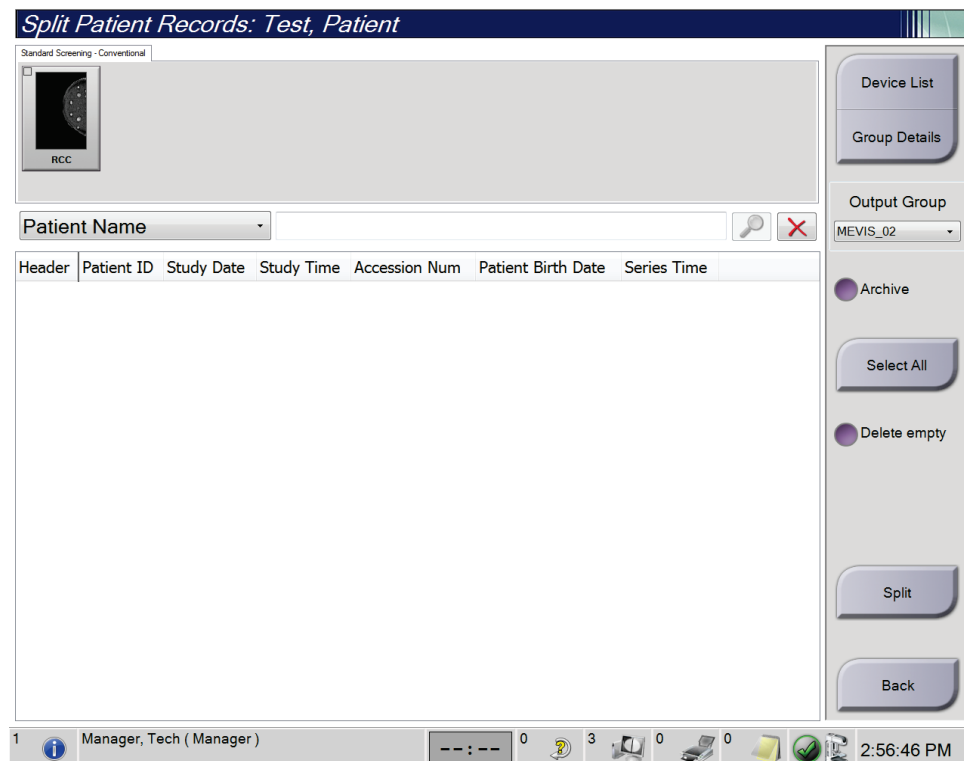 Split Patient Records: Test, Patient
Standard Screening - Conventional
RCC
Patient Name
Header Patient ID Study Date Study Time Accession Num Patient Birth Date Series Time
Device List
Group Details
Output Group
MEVIS_02
Archive
Select All
Delete empty
Split
Back
1 Manager, Tech ( Manager ) --:-- 0 3 0 0 2:56:46 PM